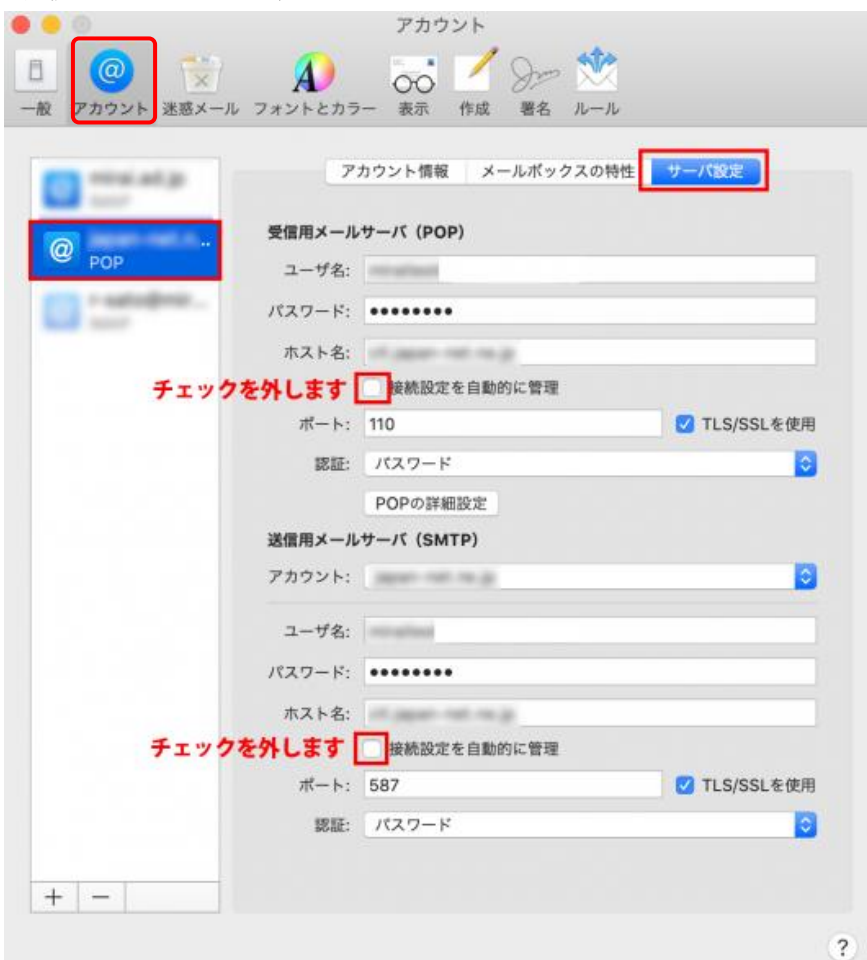 アカウント
一般 アカウント 迷惑メール フォントとカラー 表示 作成 署名 ルール
アカウント情報 メールボックスの特性 サーバ設定
POP
受信用メールサーバ（POP）
ユーザ名:
パスワード: ●●●●●●●●
ホスト名:
チェックを外します 接続設定を自動的に管理
ポート: 110 TLS/SSLを使用
認証: パスワード
POPの詳細設定
送信用メールサーバ（SMTP）
アカウント:
ユーザ名:
パスワード: ●●●●●●●●
ホスト名:
チェックを外します 接続設定を自動的に管理
ポート: 587 TLS/SSLを使用
認証: パスワード